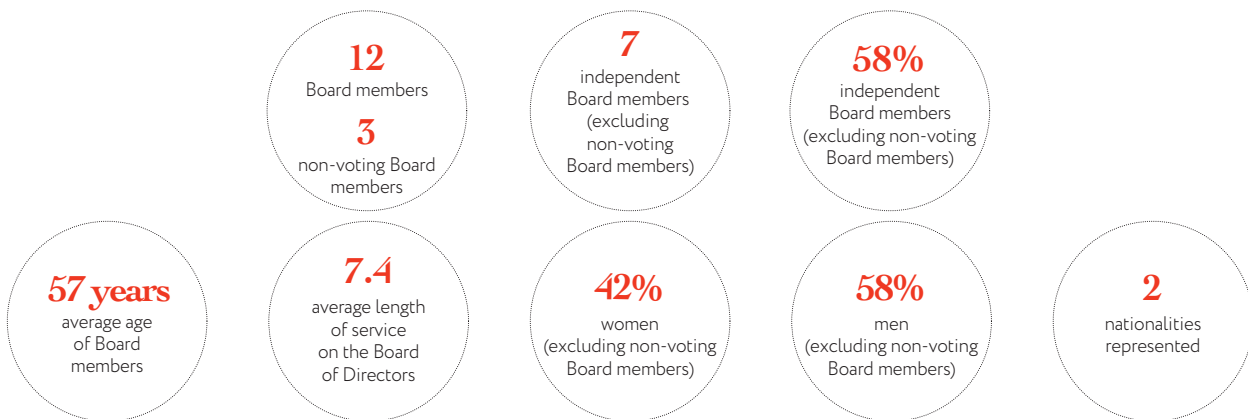 12
Board members
3
non-voting Board
members
7
independent
Board members
(excluding
non-voting
Board members)
58%
independent
Board members
(excluding non-voting
Board members)
57 years
average age
of Board
members
7.4
average length
of service
on the Board
of Directors
42%
women
(excluding non-voting
Board members)
58%
men
(excluding non-voting
Board members)
2
nationalities
represented